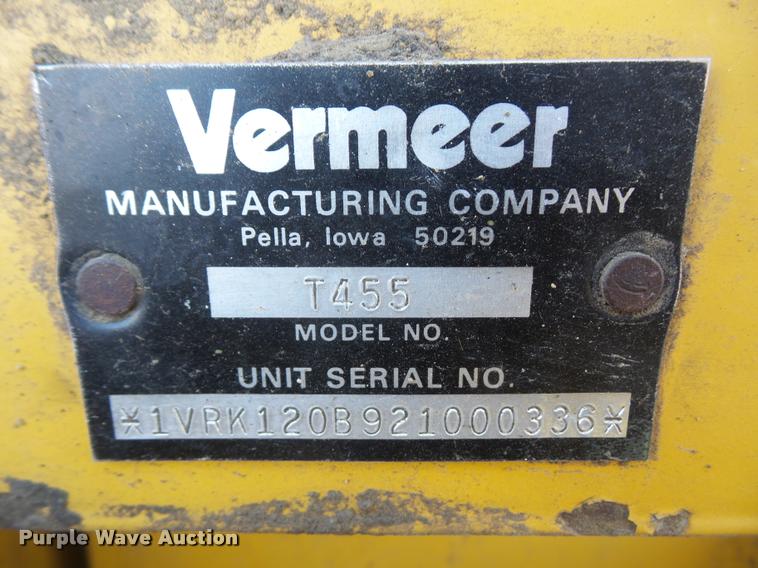 Vermeer
MANUFACTURING COMPANY
Pella, Iowa 50219
T455
MODEL NO.
UNIT SERIAL NO.
*1VRK120B921000336*
Purple Wave Auction